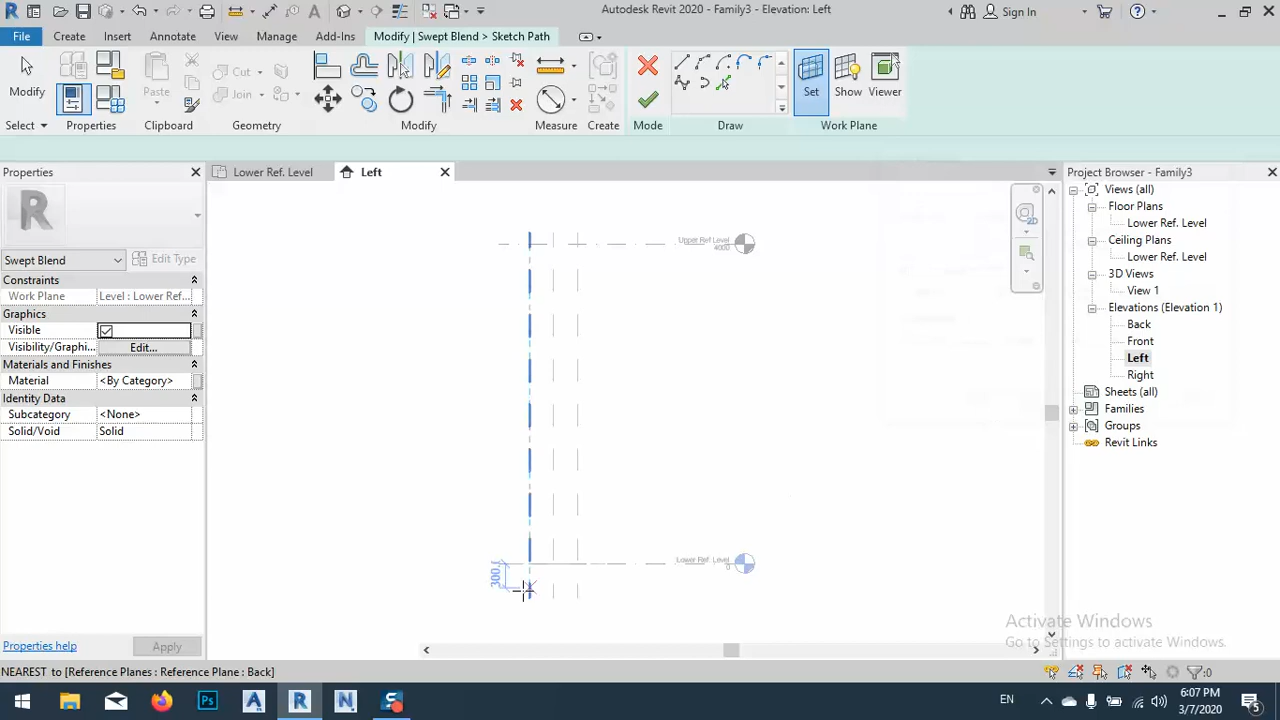 Autodesk Revit 2020 - Family3 - Elevation: Left
Sign In
File Create Insert Annotate View Manage Add-Ins Modify | Swept Blend > Sketch Path
Modify Paste Cut Join Set Show Viewer
Select Properties Clipboard Geometry Modify Measure Create Mode Draw Work Plane
Properties
Lower Ref. Level
Left
Project Browser - Family3
Swept Blend
Edit Type
Constraints
Work Plane Level : Lower Ref...
Graphics
Visible
Visibility/Graphi... Edit...
Materials and Finishes
Material <By Category>
Identity Data
Subcategory <None>
Solid/Void Solid
Properties help
Apply
Upper Ref Level
4000
Lower Ref. Level
0
300.
2D
Views (all)
Floor Plans
Lower Ref. Level
Ceiling Plans
Lower Ref. Level
3D Views
View 1
Elevations (Elevation 1)
Back
Front
Left
Right
Sheets (all)
Families
Groups
Revit Links
Activate Windows
Go to Settings to activate Windows.
NEAREST to [Reference Planes : Reference Plane : Back]
:0
EN
6:07 PM
3/7/2020
5